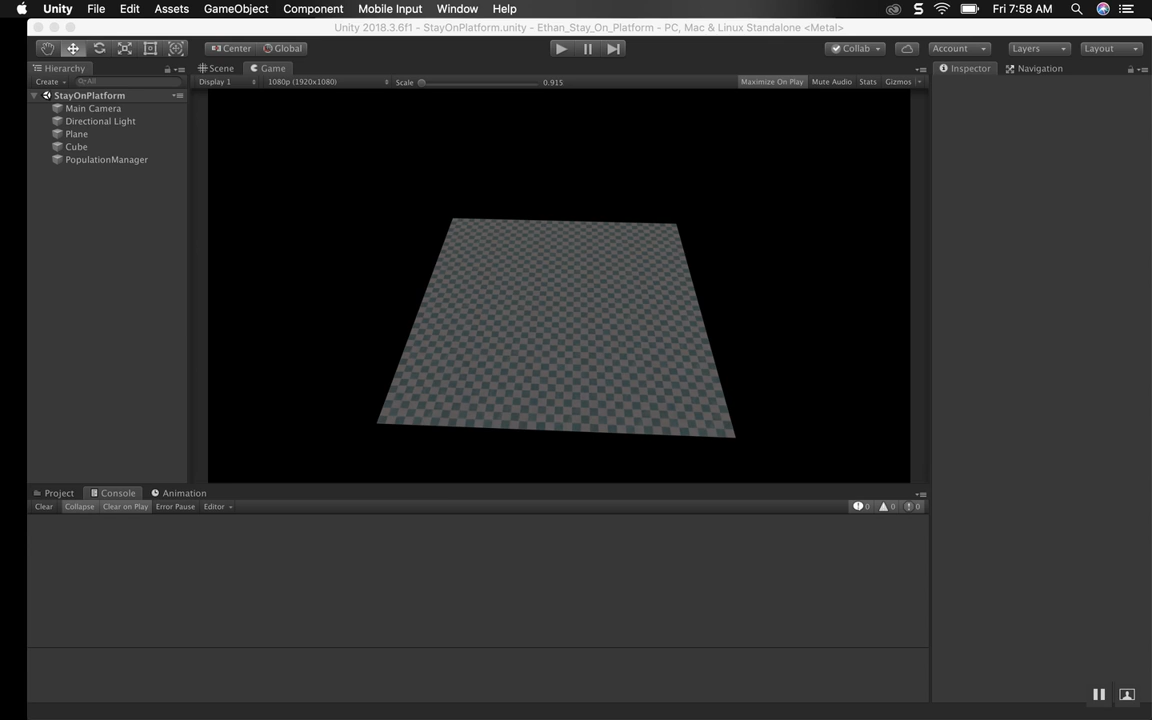 Unity File Edit Assets GameObject Component Mobile Input Window Help Fri 7:58 AM
Unity 2018.3.6f1 - StayOnPlatform.unity - Ethan_Stay_On_Platform - PC, Mac & Linux Standalone <Metal>
Center Global Collab Account Layers Layout
Hierarchy Scene Game Inspector Navigation
Create All Display 1 1080p (1920x1080) Scale 0.915 Maximize On Play Mute Audio Stats Gizmos
StayOnPlatform
Main Camera
Directional Light
Plane
Cube
PopulationManager
Project Console Animation
Clear Collapse Clear on Play Error Pause Editor 0 0 0